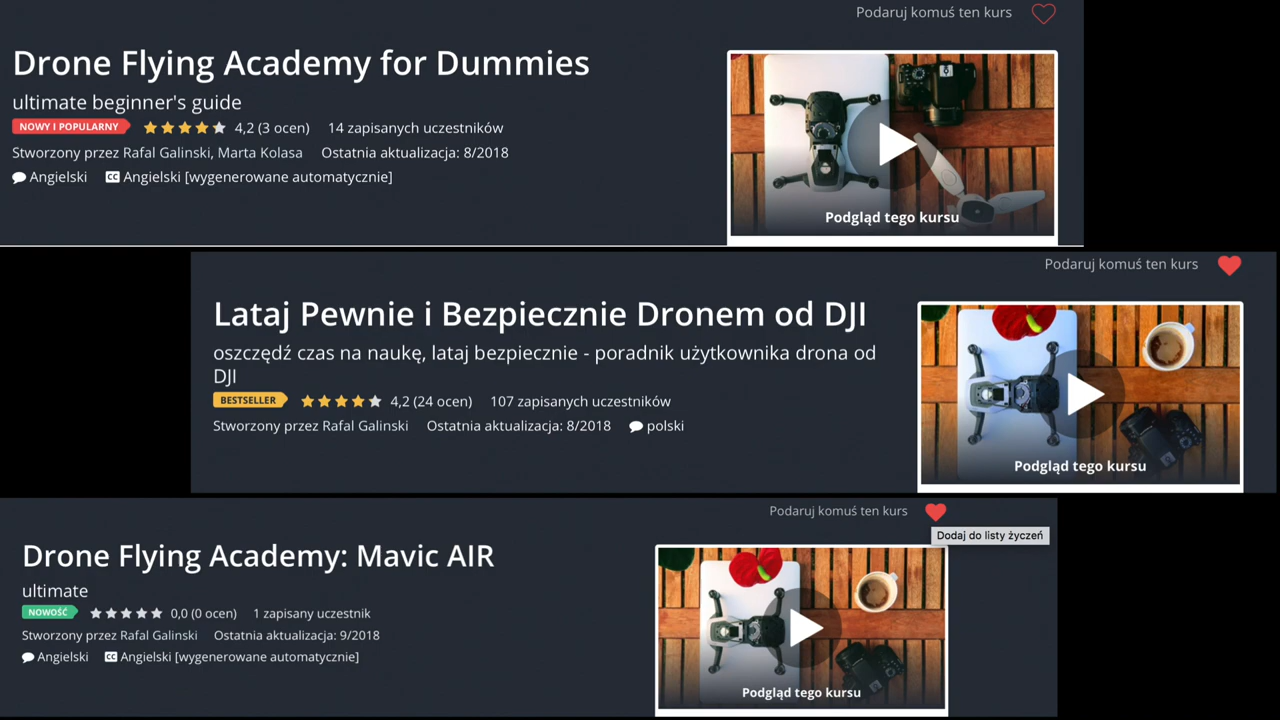 Podaruj komuś ten kurs
Drone Flying Academy for Dummies
ultimate beginner's guide
NOWY I POPULARNY 4,2 (3 ocen) 14 zapisanych uczestników
Stworzony przez Rafal Galinski, Marta Kolasa Ostatnia aktualizacja: 8/2018
Angielski CC Angielski [wygenerowane automatycznie]
Podgląd tego kursu
Podaruj komuś ten kurs
Lataj Pewnie i Bezpiecznie Dronem od DJI
oszczędź czas na naukę, lataj bezpiecznie - poradnik użytkownika drona od
DJI
BESTSELLER 4,2 (24 ocen) 107 zapisanych uczestników
Stworzony przez Rafal Galinski Ostatnia aktualizacja: 8/2018 polski
Podgląd tego kursu
Podaruj komuś ten kurs
Dodaj do listy życzeń
Drone Flying Academy: Mavic AIR
ultimate
NOWOŚĆ 0,0 (0 ocen) 1 zapisany uczestnik
Stworzony przez Rafal Galinski Ostatnia aktualizacja: 9/2018
Angielski CC Angielski [wygenerowane automatycznie]
Podgląd tego kursu